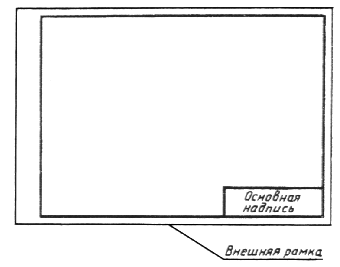 Основная
надпись
Внешняя рамка